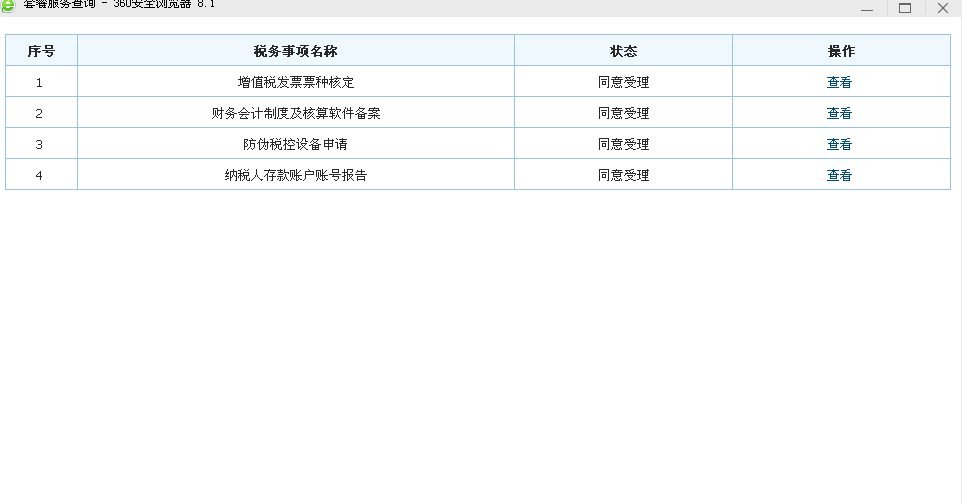 套餐服务查询 - 360安全浏览器 8.1
序号 税务事项名称 状态 操作
1 增值税发票票种核定 同意受理 查看
2 财务会计制度及核算软件备案 同意受理 查看
3 防伪税控设备申请 同意受理 查看
4 纳税人存款账户账号报告 同意受理 查看